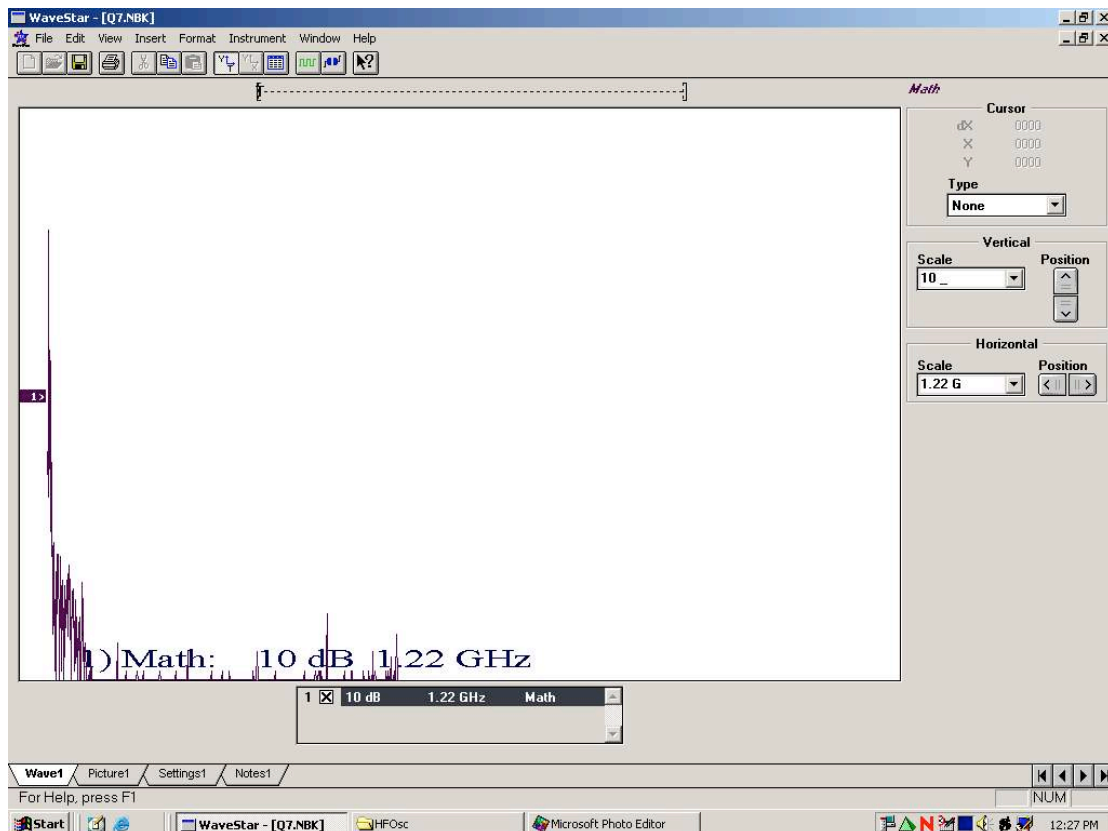 WaveStar - [Q7.NBK]
File Edit View Insert Format Instrument Window Help
Math
Cursor
dX 0000
X 0000
Y 0000
Type
None
Vertical
Scale Position
10 _
Horizontal
Scale Position
1.22 G
1>
1) Math: 10 dB 1.22 GHz
1 10 dB 1.22 GHz Math
Wave1 Picture1 Settings1 Notes1
For Help, press F1 NUM
Start WaveStar - [Q7.NBK] HFOsc Microsoft Photo Editor 12:27 PM